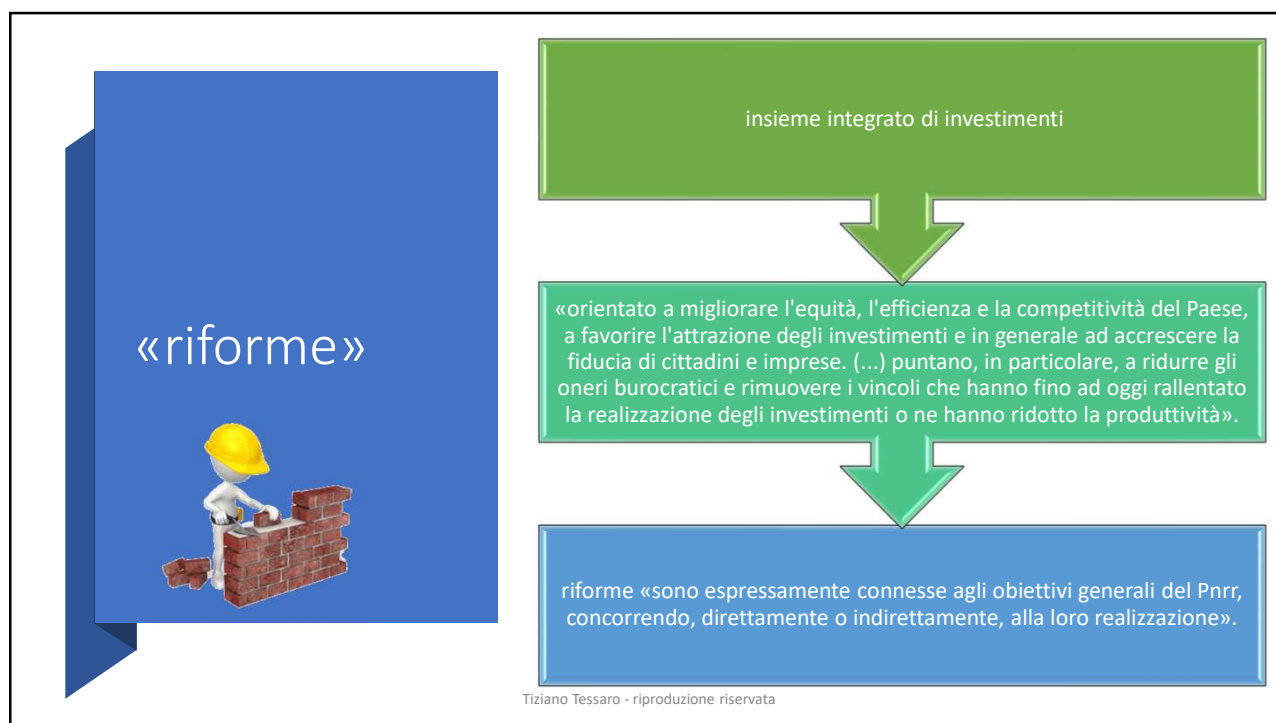 «riforme»
insieme integrato di investimenti
«orientato a migliorare l'equità, l'efficienza e la competitività del Paese,
a favorire l'attrazione degli investimenti e in generale ad accrescere la
fiducia di cittadini e imprese. (...) puntano, in particolare, a ridurre gli
oneri burocratici e rimuovere i vincoli che hanno fino ad oggi rallentato
la realizzazione degli investimenti o ne hanno ridotto la produttività».
riforme «sono espressamente connesse agli obiettivi generali del Pnrr,
concorrendo, direttamente o indirettamente, alla loro realizzazione».
Tiziano Tessaro - riproduzione riservata